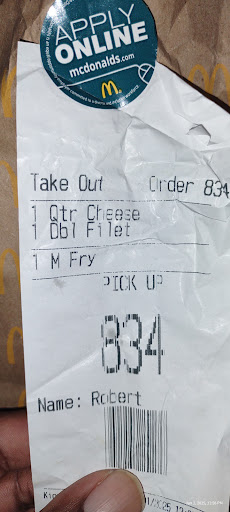 APPLY
ONLINE
mcdonalds.com
Take Out Order 834
1 Qtr Cheese
1 Dbl Filet
1 M Fry
PICK UP
834
Name: Robert